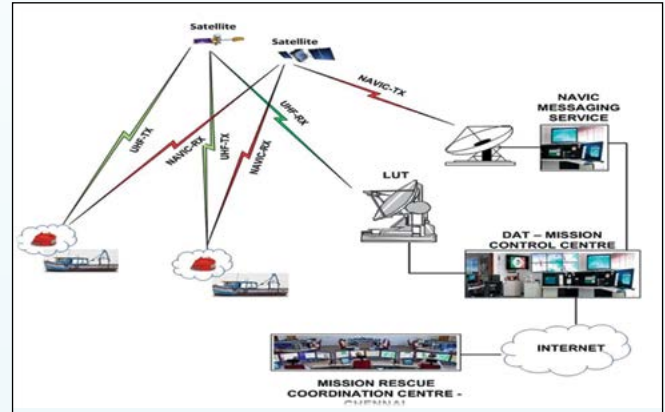 Satellite
Satellite
UHF-TX
NAVIC-RX
UHF-TX
NAVIC-RX
UHF-RX
NAVIC-TX
NAVIC
MESSAGING
SERVICE
LUT
DAT – MISSION
CONTROL CENTRE
INTERNET
MISSION RESCUE
COORDINATION CENTRE -
CHENNAI